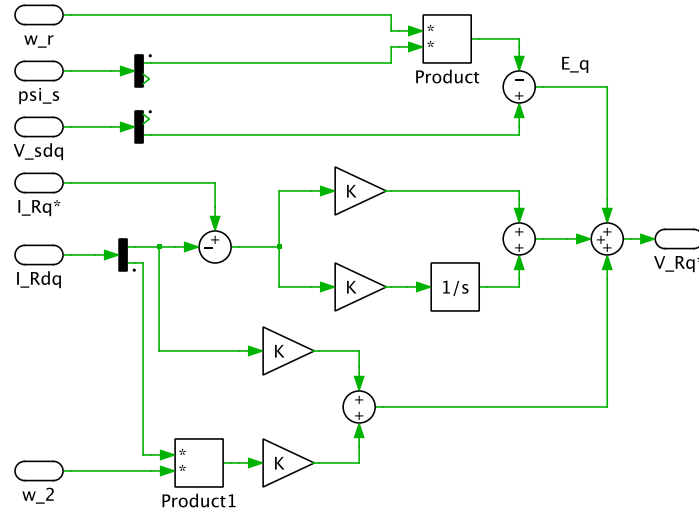 w_r
*
*
Product
E_q
psi_s
−
+
V_sdq
I_Rq*
K
+
−
+
+
+
+
+
I_Rdq
V_Rq*
K
1/s
K
+
+
*
*
K
w_2
Product1